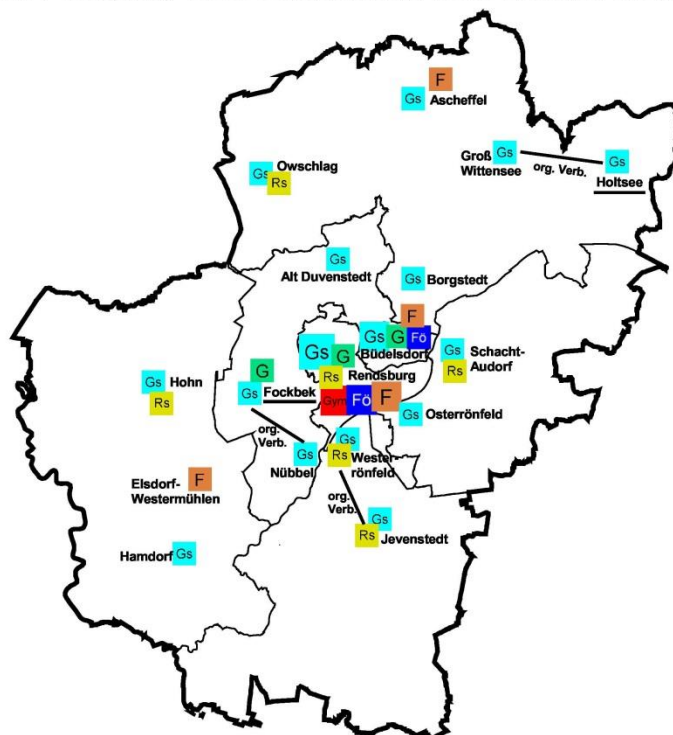 F
Gs
Ascheffel
Groß
Wittensee
Gs
org. Verb.
Gs
Holtsee
Gs
Owschlag
Rs
Gs
Alt Duvenstedt
Gs
Borgstedt
F
Gs
G
Fö
Büdelsdorf
Gs
Schacht-
Audorf
Rs
Gs
G
Rs
Rendsburg
Gym
Fö
F
Gs
Hohn
Rs
G
Gs
Fockbek
org.
Verb.
Gs
Nübbel
Gs
Osterrönfeld
Gs
Wester-
rönfeld
Rs
org.
Verb.
Gs
Rs
Jevenstedt
Elsdorf-
Westermühlen
F
Hamdorf
Gs